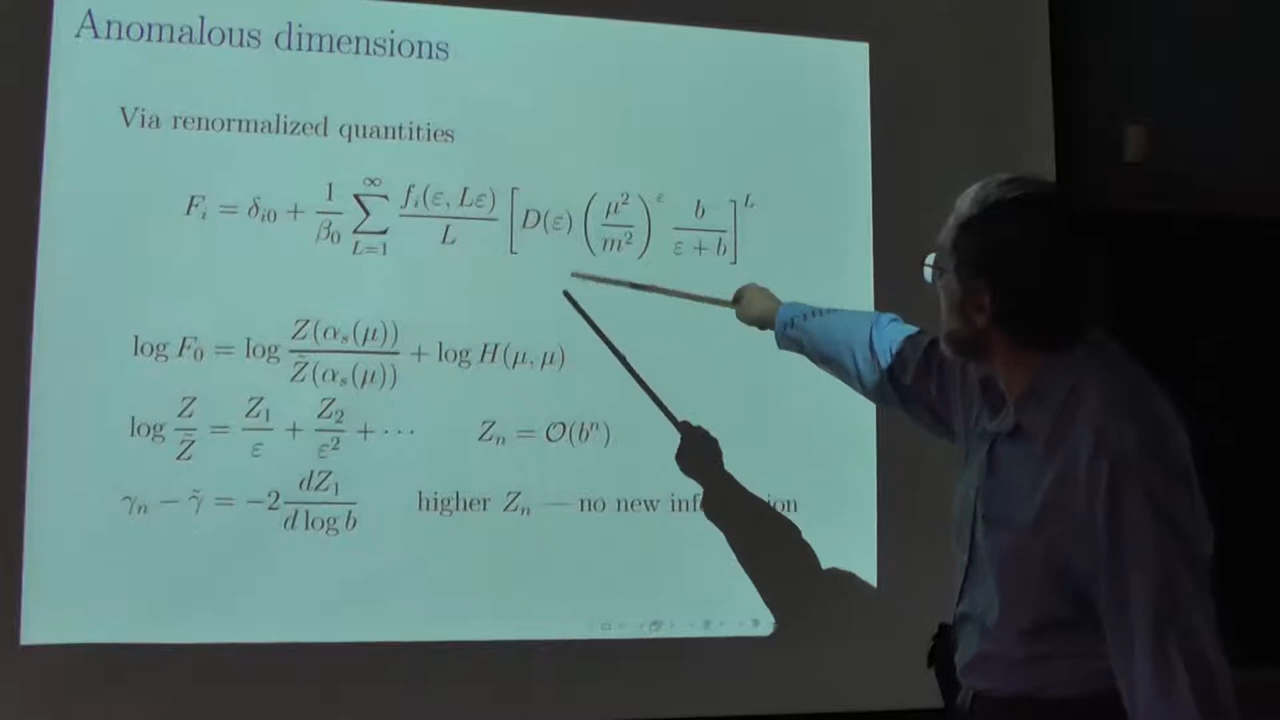 Anomalous dimensions
Via renormalized quantities
F_i = δ_{i0} + \frac{1}{β_0} \sum_{L=1}^{∞} \frac{f_i(ε, Lε)}{L} \left[ D(ε) \left( \frac{μ^2}{m^2} \right)^ε \frac{b}{ε + b} \right]^L
log F_0 = log \frac{Z(α_s(μ))}{\tilde{Z}(α_s(μ))} + log H(μ, μ)
log \frac{Z}{\tilde{Z}} = \frac{Z_1}{ε} + \frac{Z_2}{ε^2} + ⋯ Z_n = 𝒪(b^n)
γ_n − \tilde{γ} = −2 \frac{dZ_1}{d log b} higher Z_n — no new